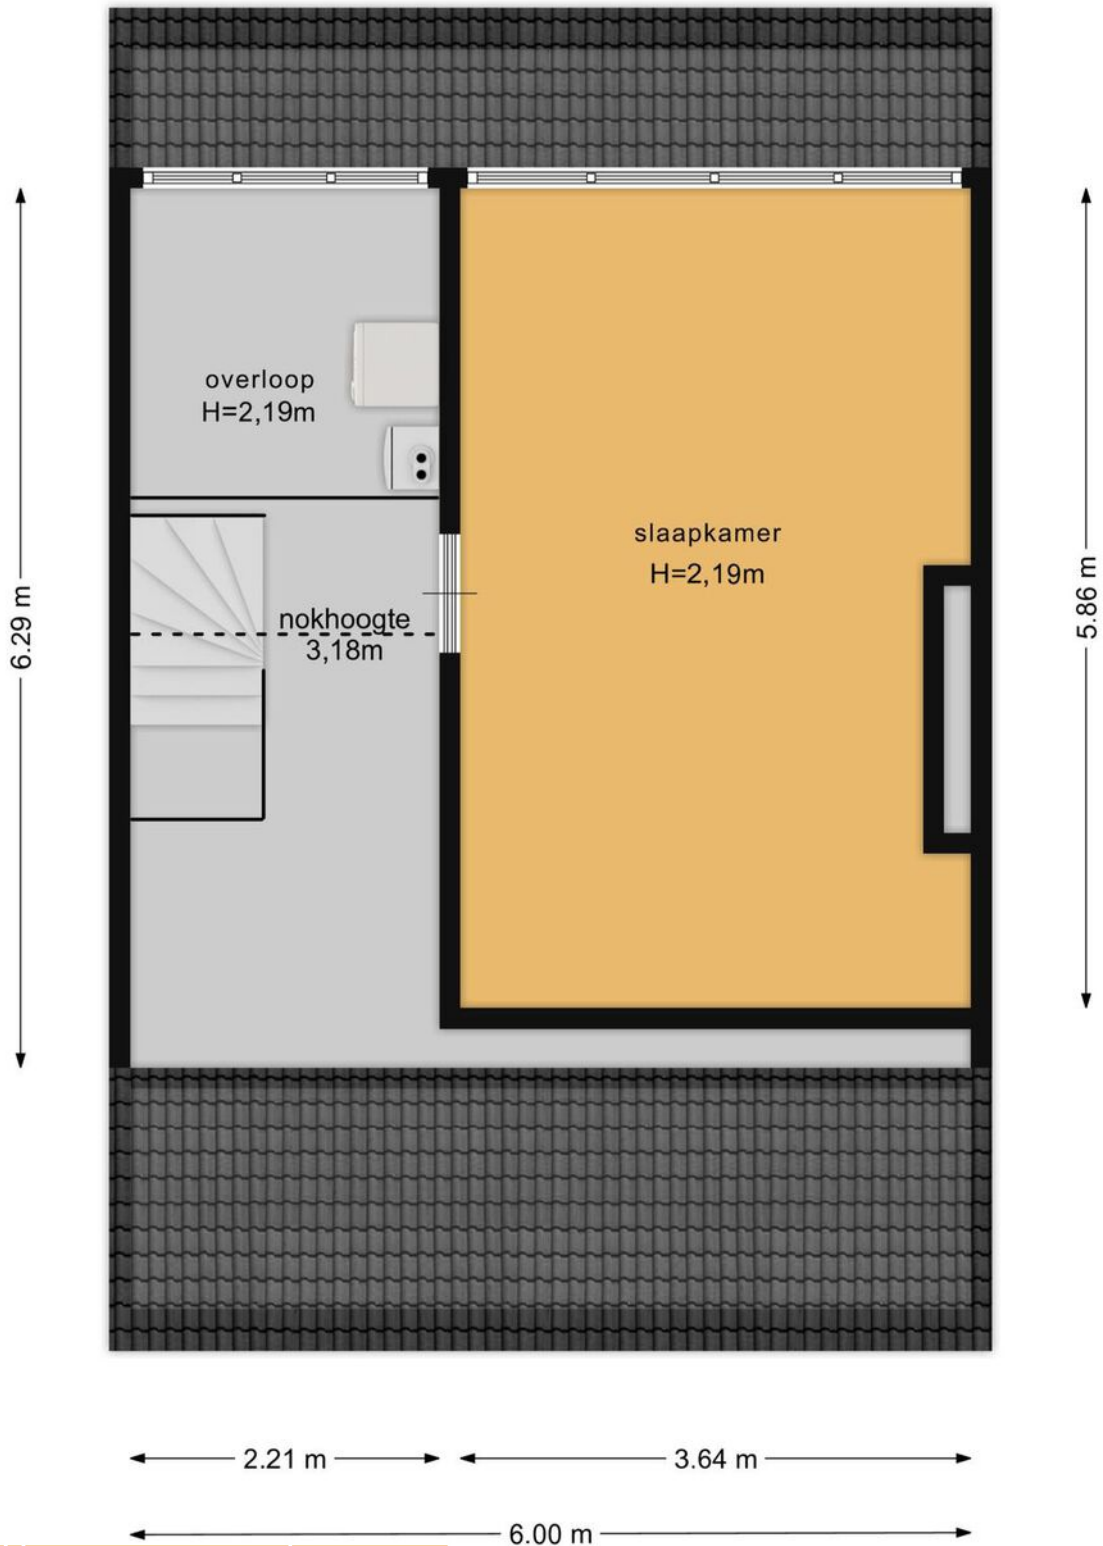 overloop
H=2,19m
slaapkamer
H=2,19m
nokhoogte
3,18m
6.29 m
5.86 m
2.21 m
3.64 m
6.00 m